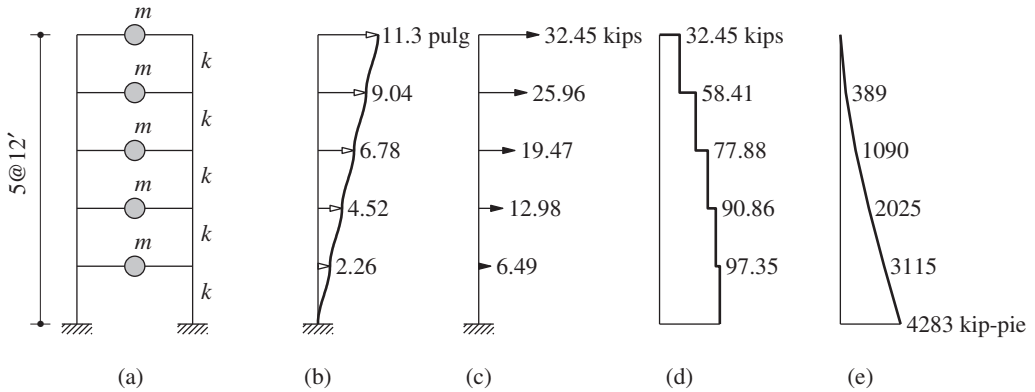 m
m
m
m
m
k
k
k
k
k
5@12′
(a)
11.3 pulg
9.04
6.78
4.52
2.26
(b)
32.45 kips
25.96
19.47
12.98
6.49
(c)
32.45 kips
58.41
77.88
90.86
97.35
(d)
389
1090
2025
3115
4283 kip-pie
(e)